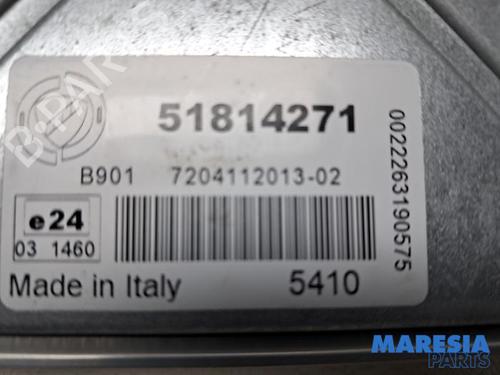 51814271
B901 7204112013-02
e24
03 1460
Made in Italy 5410
0022263190575
B-PARTS
MARESIA
PARTS